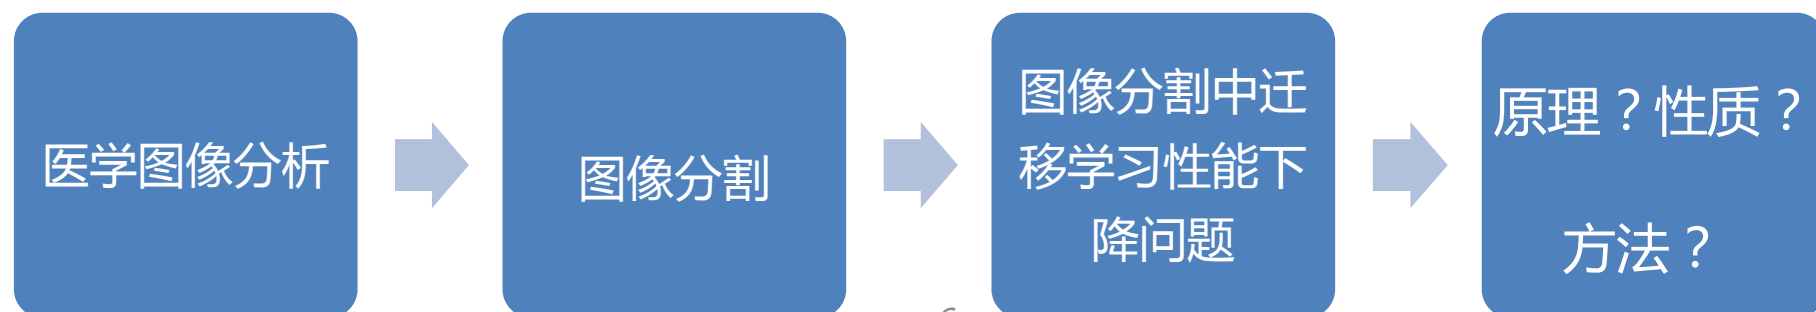 医学图像分析
图像分割
图像分割中迁
移学习性能下
降问题
原理？性质？
方法？